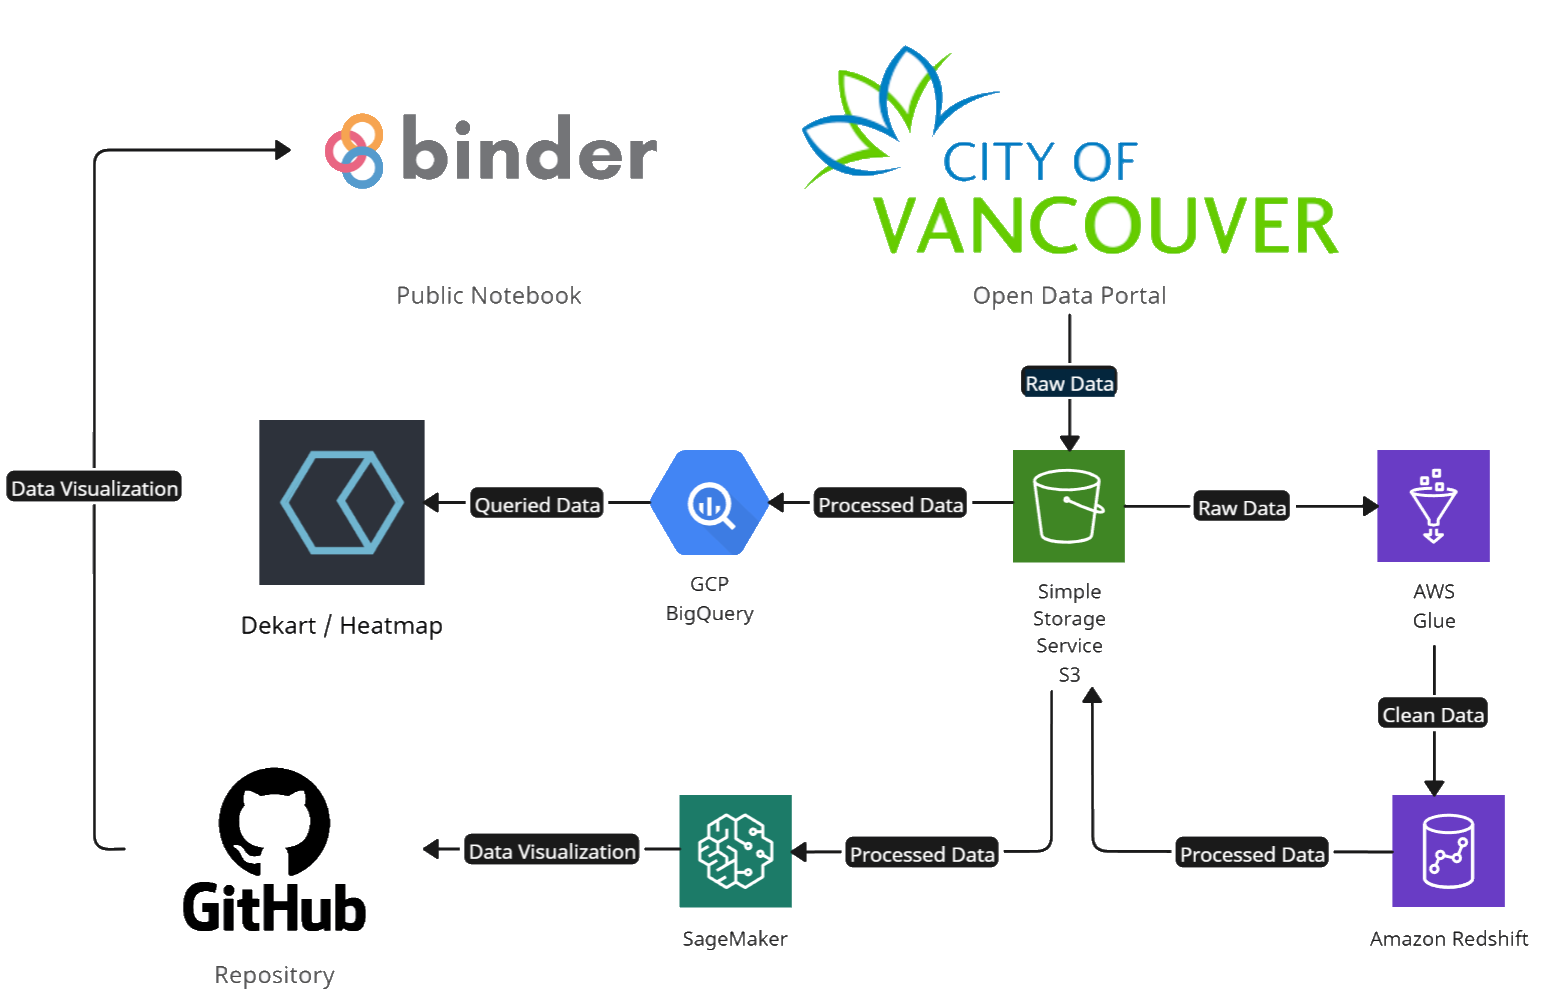 binder
CITY OF
VANCOUVER
Public Notebook
Open Data Portal
Raw Data
Data Visualization
Queried Data
Processed Data
Raw Data
GCP
BigQuery
Simple
Storage
Service
S3
AWS
Glue
Dekart / Heatmap
Clean Data
Data Visualization
Processed Data
Processed Data
GitHub
SageMaker
Amazon Redshift
Repository